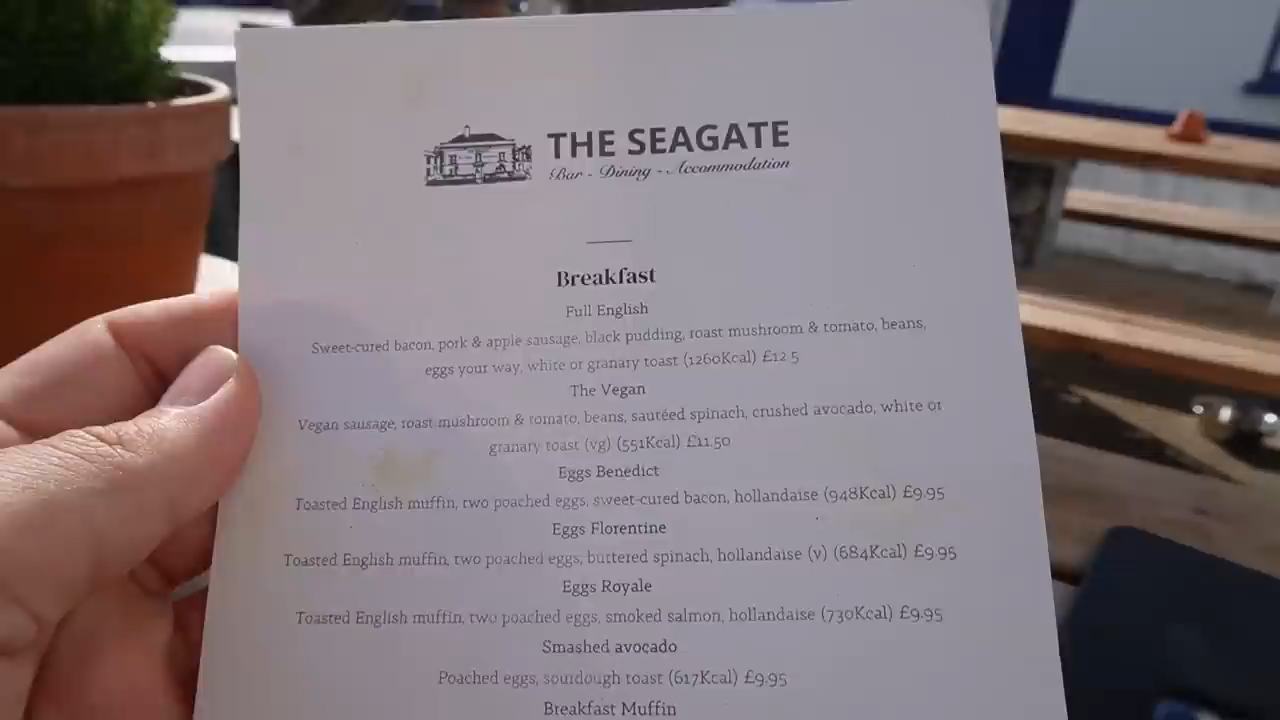 THE SEAGATE
Bar - Dining - Accommodation
Breakfast
Full English
Sweet-cured bacon, pork & apple sausage, black pudding, roast mushroom & tomato, beans,
eggs your way, white or granary toast (1260Kcal) £12.5
The Vegan
Vegan sausage, roast mushroom & tomato, beans, sautéed spinach, crushed avocado, white or
granary toast (vg) (551Kcal) £11.50
Eggs Benedict
Toasted English muffin, two poached eggs, sweet-cured bacon, hollandaise (948Kcal) £9.95
Eggs Florentine
Toasted English muffin, two poached eggs, buttered spinach, hollandaise (v) (684Kcal) £9.95
Eggs Royale
Toasted English muffin, two poached eggs, smoked salmon, hollandaise (730Kcal) £9.95
Smashed avocado
Poached eggs, sourdough toast (617Kcal) £9.95
Breakfast Muffin